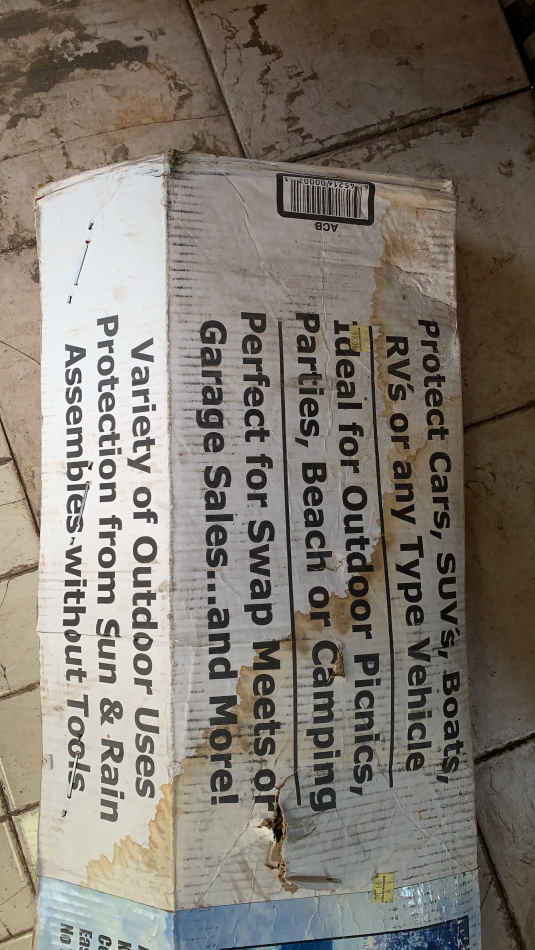 Protect Cars, SUV's, Boats,
RV's or any Type Vehicle
Ideal for Outdoor Picnics,
Parties, Beach or Camping
Perfect for Swap Meets or
Garage Sales...and More!
Variety of Outdoor Uses
Protection from Sun & Rain
Assembles without Tools
ACB
No